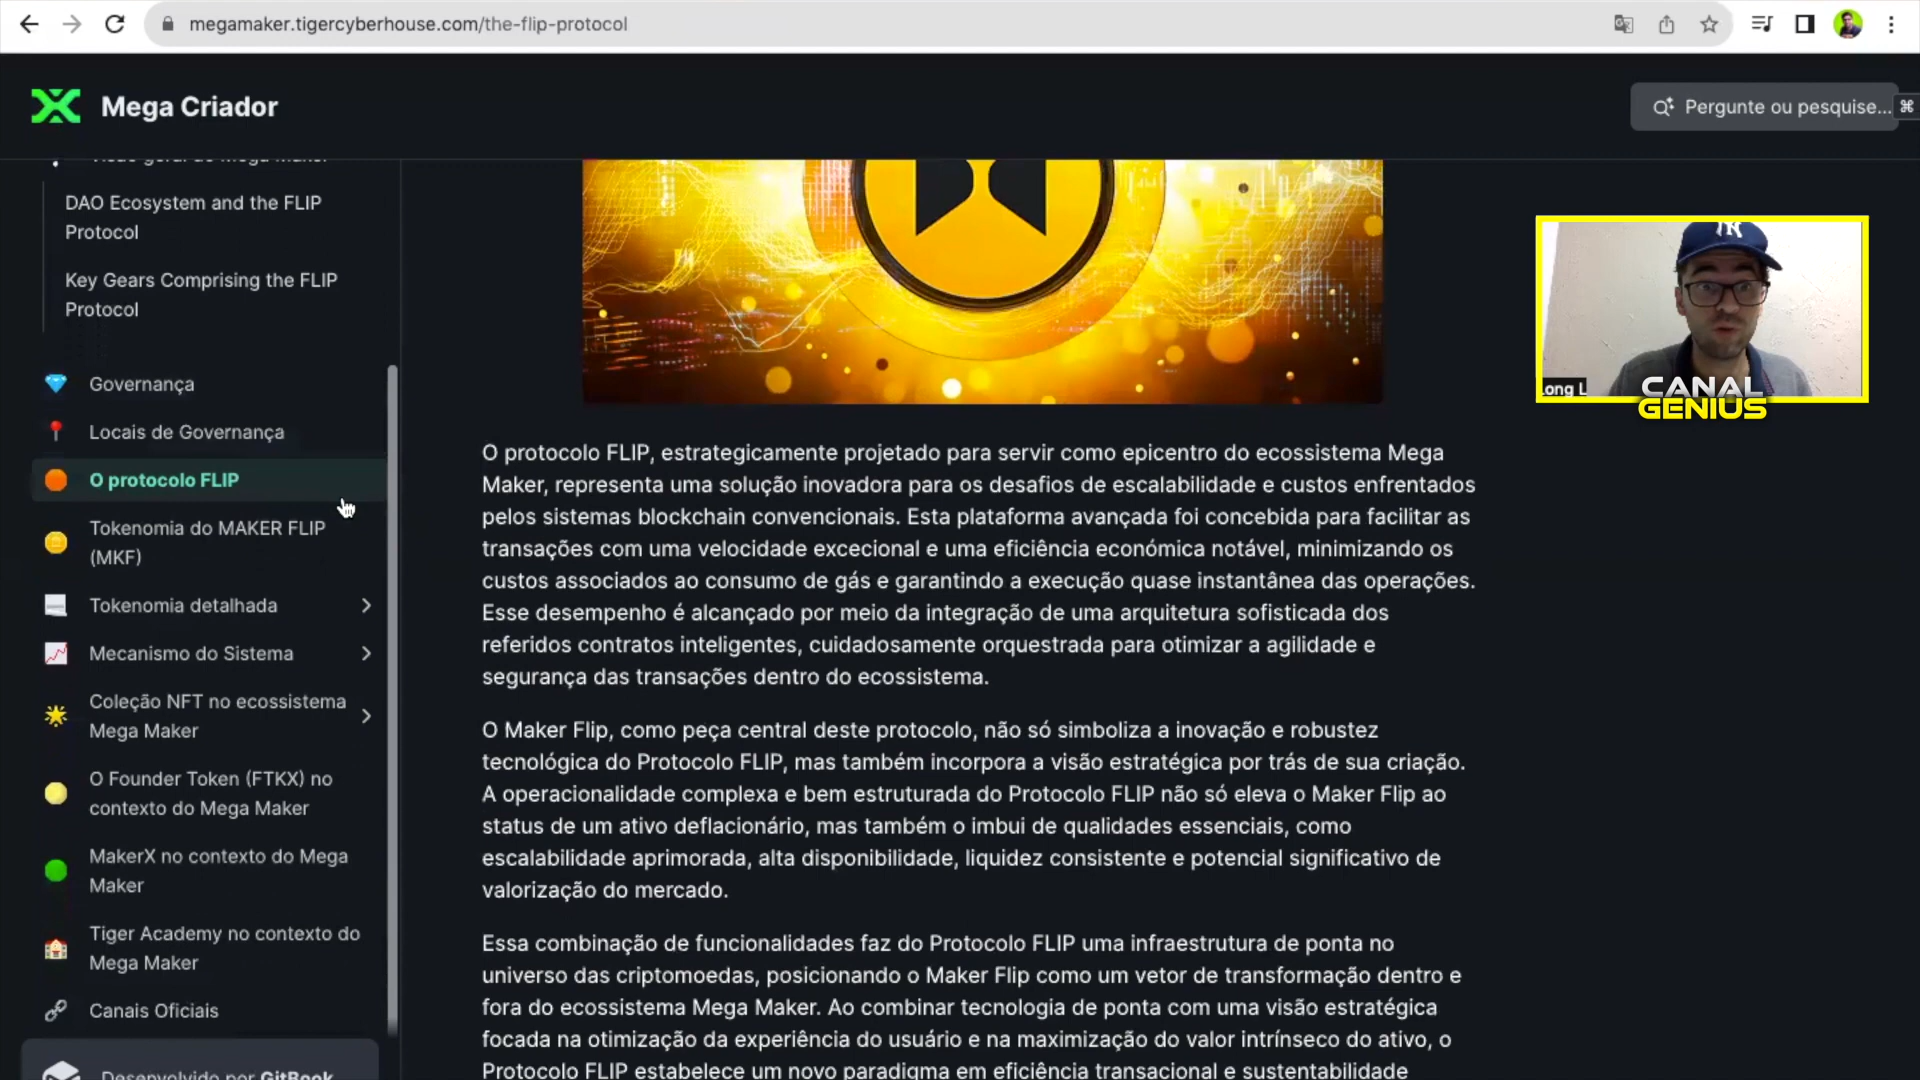 megamaker.tigercyberhouse.com/the-flip-protocol
Mega Criador
Pergunte ou pesquise...
⌘
DAO Ecosystem and the FLIP
Protocol
Key Gears Comprising the FLIP
Protocol
Governança
Locais de Governança
O protocolo FLIP
Tokenomia do MAKER FLIP
(MKF)
Tokenomia detalhada
Mecanismo do Sistema
Coleção NFT no ecossistema
Mega Maker
O Founder Token (FTKX) no
contexto do Mega Maker
MakerX no contexto do Mega
Maker
Tiger Academy no contexto do
Mega Maker
Canais Oficiais
Desenvolvido por GitBook
O protocolo FLIP, estrategicamente projetado para servir como epicentro do ecossistema Mega
Maker, representa uma solução inovadora para os desafios de escalabilidade e custos enfrentados
pelos sistemas blockchain convencionais. Esta plataforma avançada foi concebida para facilitar as
transações com uma velocidade excecional e uma eficiência económica notável, minimizando os
custos associados ao consumo de gás e garantindo a execução quase instantânea das operações.
Esse desempenho é alcançado por meio da integração de uma arquitetura sofisticada dos
referidos contratos inteligentes, cuidadosamente orquestrada para otimizar a agilidade e
segurança das transações dentro do ecossistema.
O Maker Flip, como peça central deste protocolo, não só simboliza a inovação e robustez
tecnológica do Protocolo FLIP, mas também incorpora a visão estratégica por trás de sua criação.
A operacionalidade complexa e bem estruturada do Protocolo FLIP não só eleva o Maker Flip ao
status de um ativo deflacionário, mas também o imbui de qualidades essenciais, como
escalabilidade aprimorada, alta disponibilidade, liquidez consistente e potencial significativo de
valorização do mercado.
Essa combinação de funcionalidades faz do Protocolo FLIP uma infraestrutura de ponta no
universo das criptomoedas, posicionando o Maker Flip como um vetor de transformação dentro e
fora do ecossistema Mega Maker. Ao combinar tecnologia de ponta com uma visão estratégica
focada na otimização da experiência do usuário e na maximização do valor intrínseco do ativo, o
Protocolo FLIP estabelece um novo paradigma em eficiência transacional e sustentabilidade
NY
ong L
CANAL
GENIUS